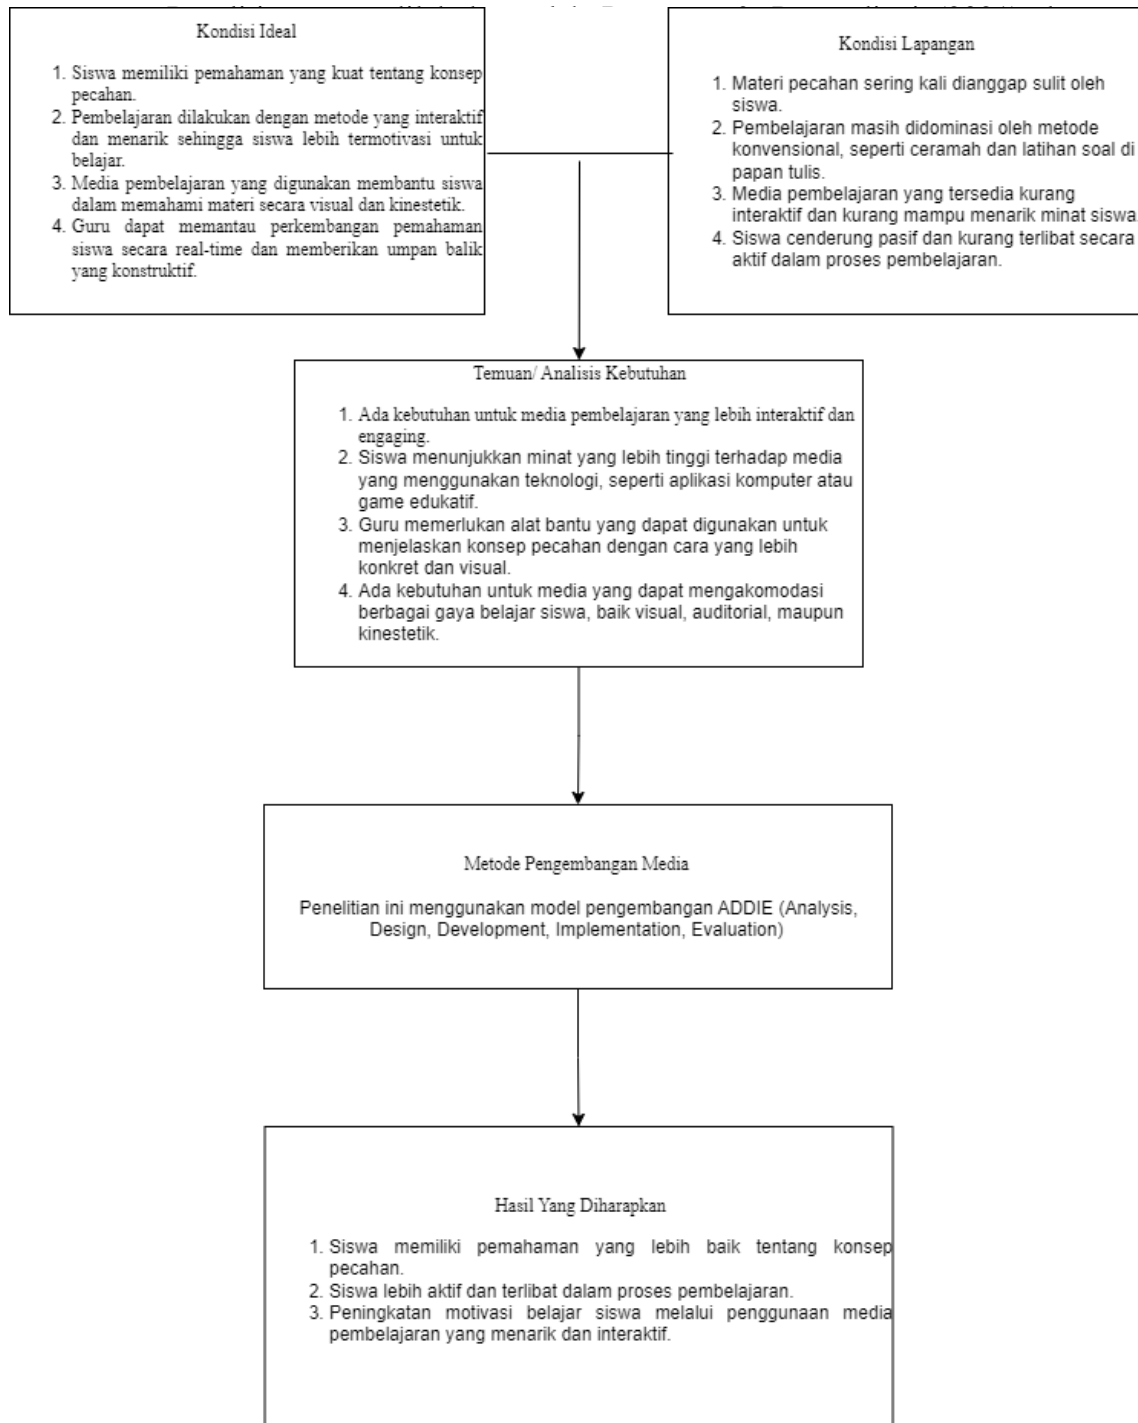 Kondisi Ideal
1. Siswa memiliki pemahaman yang kuat tentang konsep
pecahan.
2. Pembelajaran dilakukan dengan metode yang interaktif
dan menarik sehingga siswa lebih termotivasi untuk
belajar.
3. Media pembelajaran yang digunakan membantu siswa
dalam memahami materi secara visual dan kinestetik.
4. Guru dapat memantau perkembangan pemahaman
siswa secara real-time dan memberikan umpan balik
yang konstruktif.
Kondisi Lapangan
1. Materi pecahan sering kali dianggap sulit oleh
siswa.
2. Pembelajaran masih didominasi oleh metode
konvensional, seperti ceramah dan latihan soal di
papan tulis.
3. Media pembelajaran yang tersedia kurang
interaktif dan kurang mampu menarik minat siswa.
4. Siswa cenderung pasif dan kurang terlibat secara
aktif dalam proses pembelajaran.
Temuan/ Analisis Kebutuhan
1. Ada kebutuhan untuk media pembelajaran yang lebih interaktif dan
engaging.
2. Siswa menunjukkan minat yang lebih tinggi terhadap media
yang menggunakan teknologi, seperti aplikasi komputer atau
game edukatif.
3. Guru memerlukan alat bantu yang dapat digunakan untuk
menjelaskan konsep pecahan dengan cara yang lebih
konkret dan visual.
4. Ada kebutuhan untuk media yang dapat mengakomodasi
berbagai gaya belajar siswa, baik visual, auditorial, maupun
kinestetik.
Metode Pengembangan Media
Penelitian ini menggunakan model pengembangan ADDIE (Analysis,
Design, Development, Implementation, Evaluation)
Hasil Yang Diharapkan
1. Siswa memiliki pemahaman yang lebih baik tentang konsep
pecahan.
2. Siswa lebih aktif dan terlibat dalam proses pembelajaran.
3. Peningkatan motivasi belajar siswa melalui penggunaan media
pembelajaran yang menarik dan interaktif.